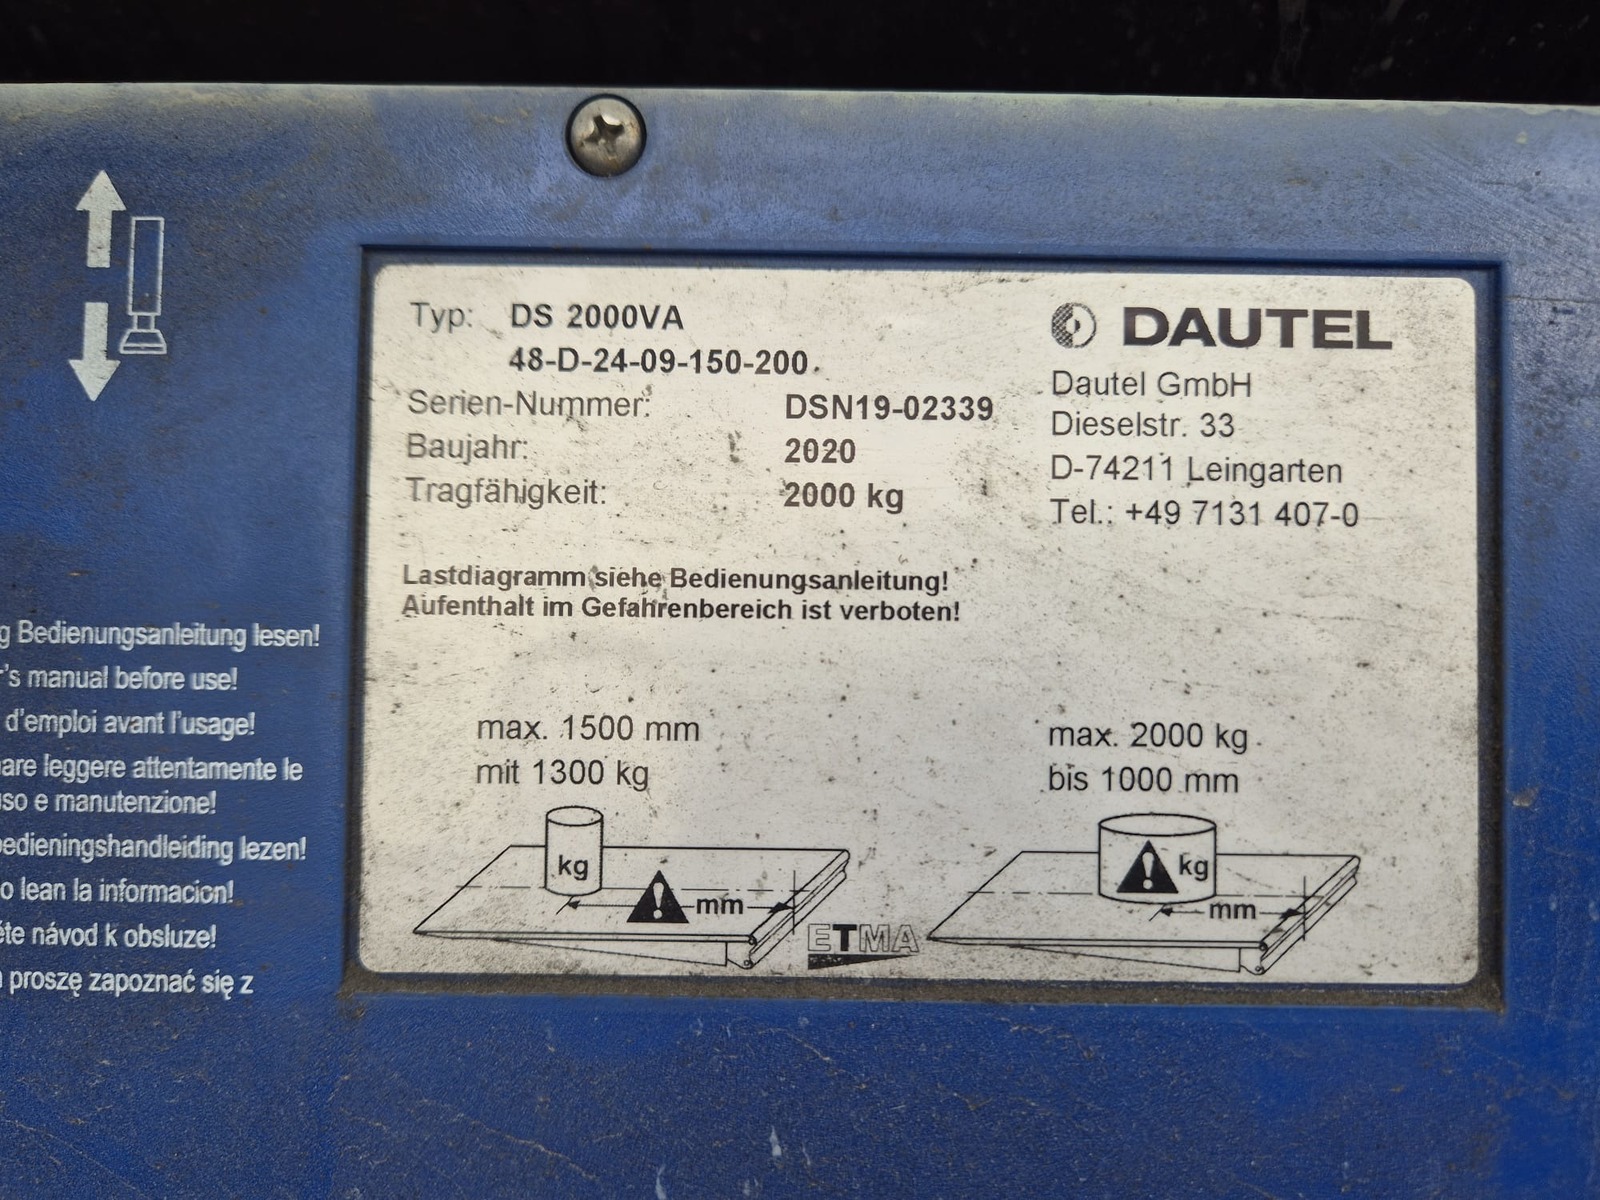 Typ: DS 2000VA
48-D-24-09-150-200
Serien-Nummer: DSN19-02339
Baujahr: 2020
Tragfähigkeit: 2000 kg
DAUTEL
Dautel GmbH
Dieselstr. 33
D-74211 Leingarten
Tel.: +49 7131 407-0
Lastdiagramm siehe Bedienungsanleitung!
Aufenthalt im Gefahrenbereich ist verboten!
max. 1500 mm
mit 1300 kg
kg
mm
max. 2000 kg
bis 1000 mm
kg
mm
ETMA
Bedienungsanleitung lesen!
's manual before use!
d'emploi avant l'usage!
leggere attentamente le
e manutenzione!
lezen!
lean la informacion!
návod k obsluze!
proszę zapoznać się z